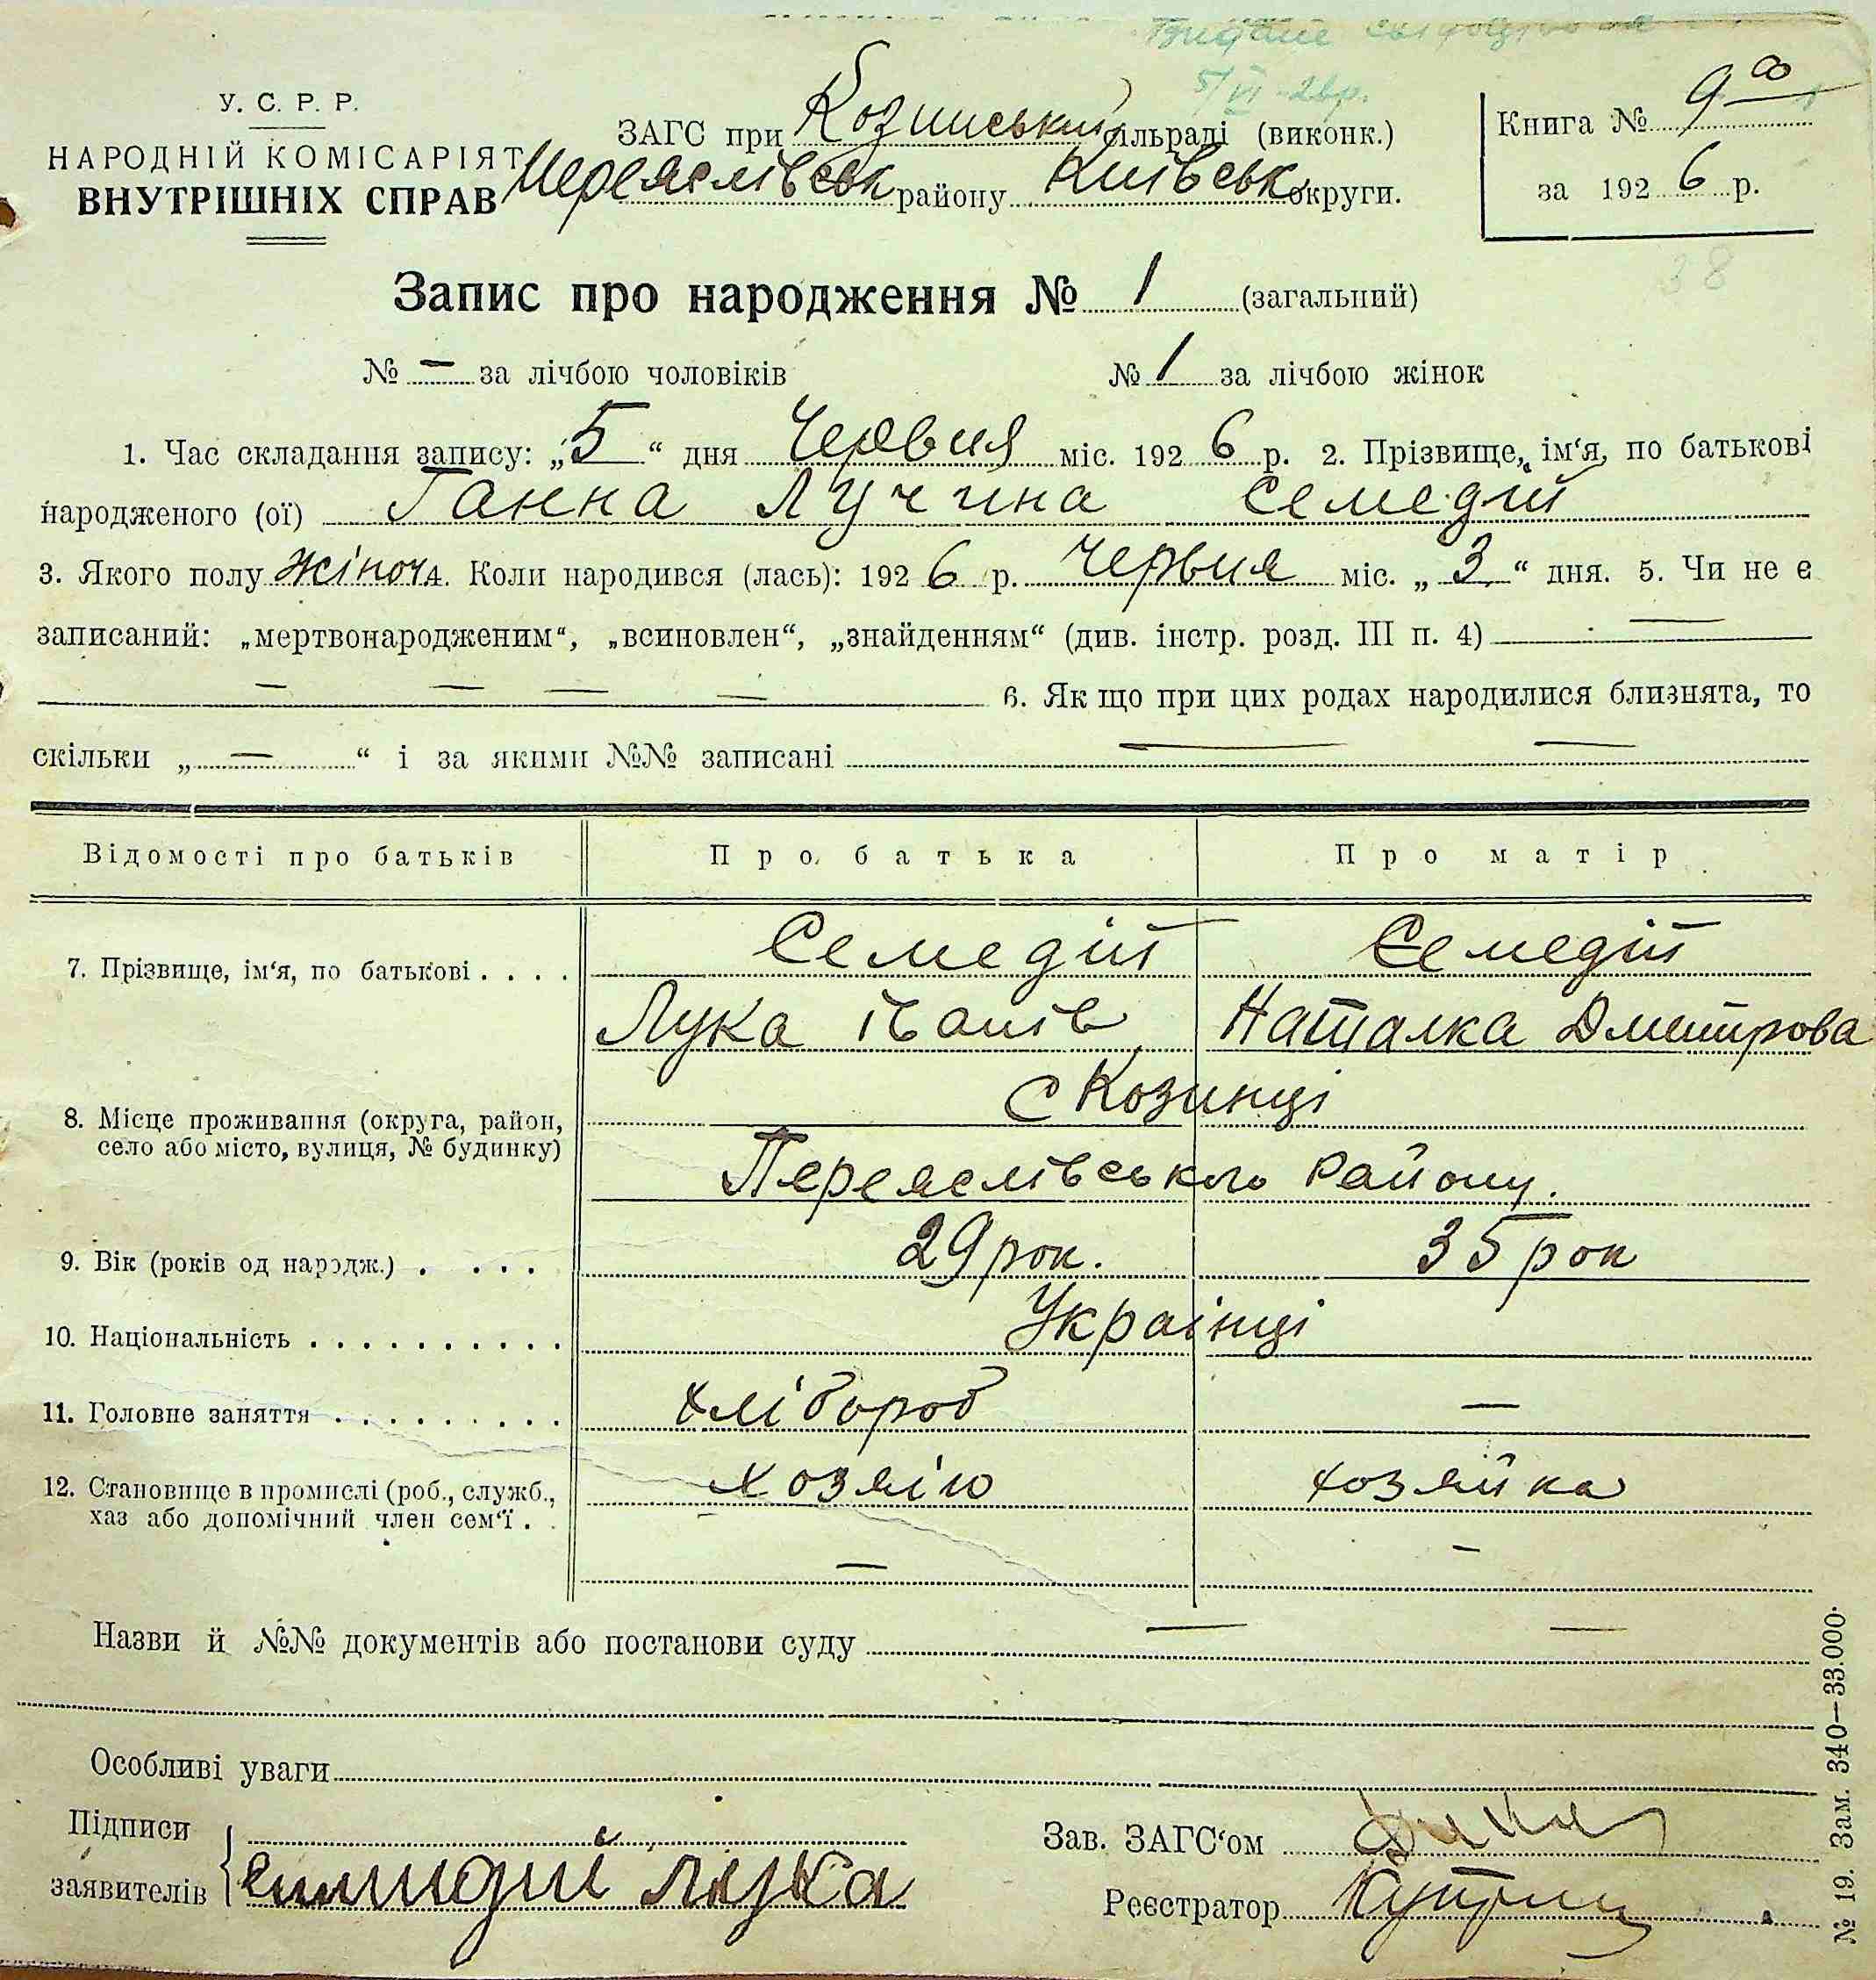 Видане
5/VI-26р.
У. С. Р. Р.
НАРОДНІЙ КОМІСАРІЯТ
ВНУТРІШНІХ СПРАВ
ЗАГС при Козинський сільраді (виконк.)
Переяслівськ району Київськ округи.
Книга № 9
за 1926 р.
38
Запис про народження № 1 (загальний)
№ — за лічбою чоловіків № 1 за лічбою жінок
1. Час складання запису: „5“ дня Червня міс. 1926 р. 2. Прізвище, ім‘я, по батькові
народженого (ої) Ганна Лучина Семедій
3. Якого полу жіноч 4. Коли народився (лась): 1926 р. Червня міс. „3“ дня. 5. Чи не є
записаний: „мертвонародженим“, „всиновлен“, „знайденням“ (див. інстр. розд. III п. 4) —
— — — — 6. Як що при цих родах народилися близнята, то
скільки „—“ і за якими №№ записані — —
Відомості про батьків Про батька Про матір
7. Прізвище, ім‘я, по батькові . . . . Семедій Семедій
Лука Іванів Наталка Дмитрова
с Козинці
8. Місце проживання (округа, район,
село або місто, вулиця, № будинку)
Переяслівського Району.
9. Вік (років од народж.) . . . . 29 рок. 35 рок
10. Національність . . . . . . . . . . Українці
11. Головне заняття . . . . . . . . . хлібороб —
12. Становище в промислі (роб., служб., хозяїн хозяйка
хаз або допомічний член сем‘ї . .
— —
Назви й №№ документів або постанови суду — —
Особливі уваги
Підписи
заявителів Симидій Лука
Зав. ЗАГС‘ом
Реєстратор
№ 19. Зам. 340—33.000.